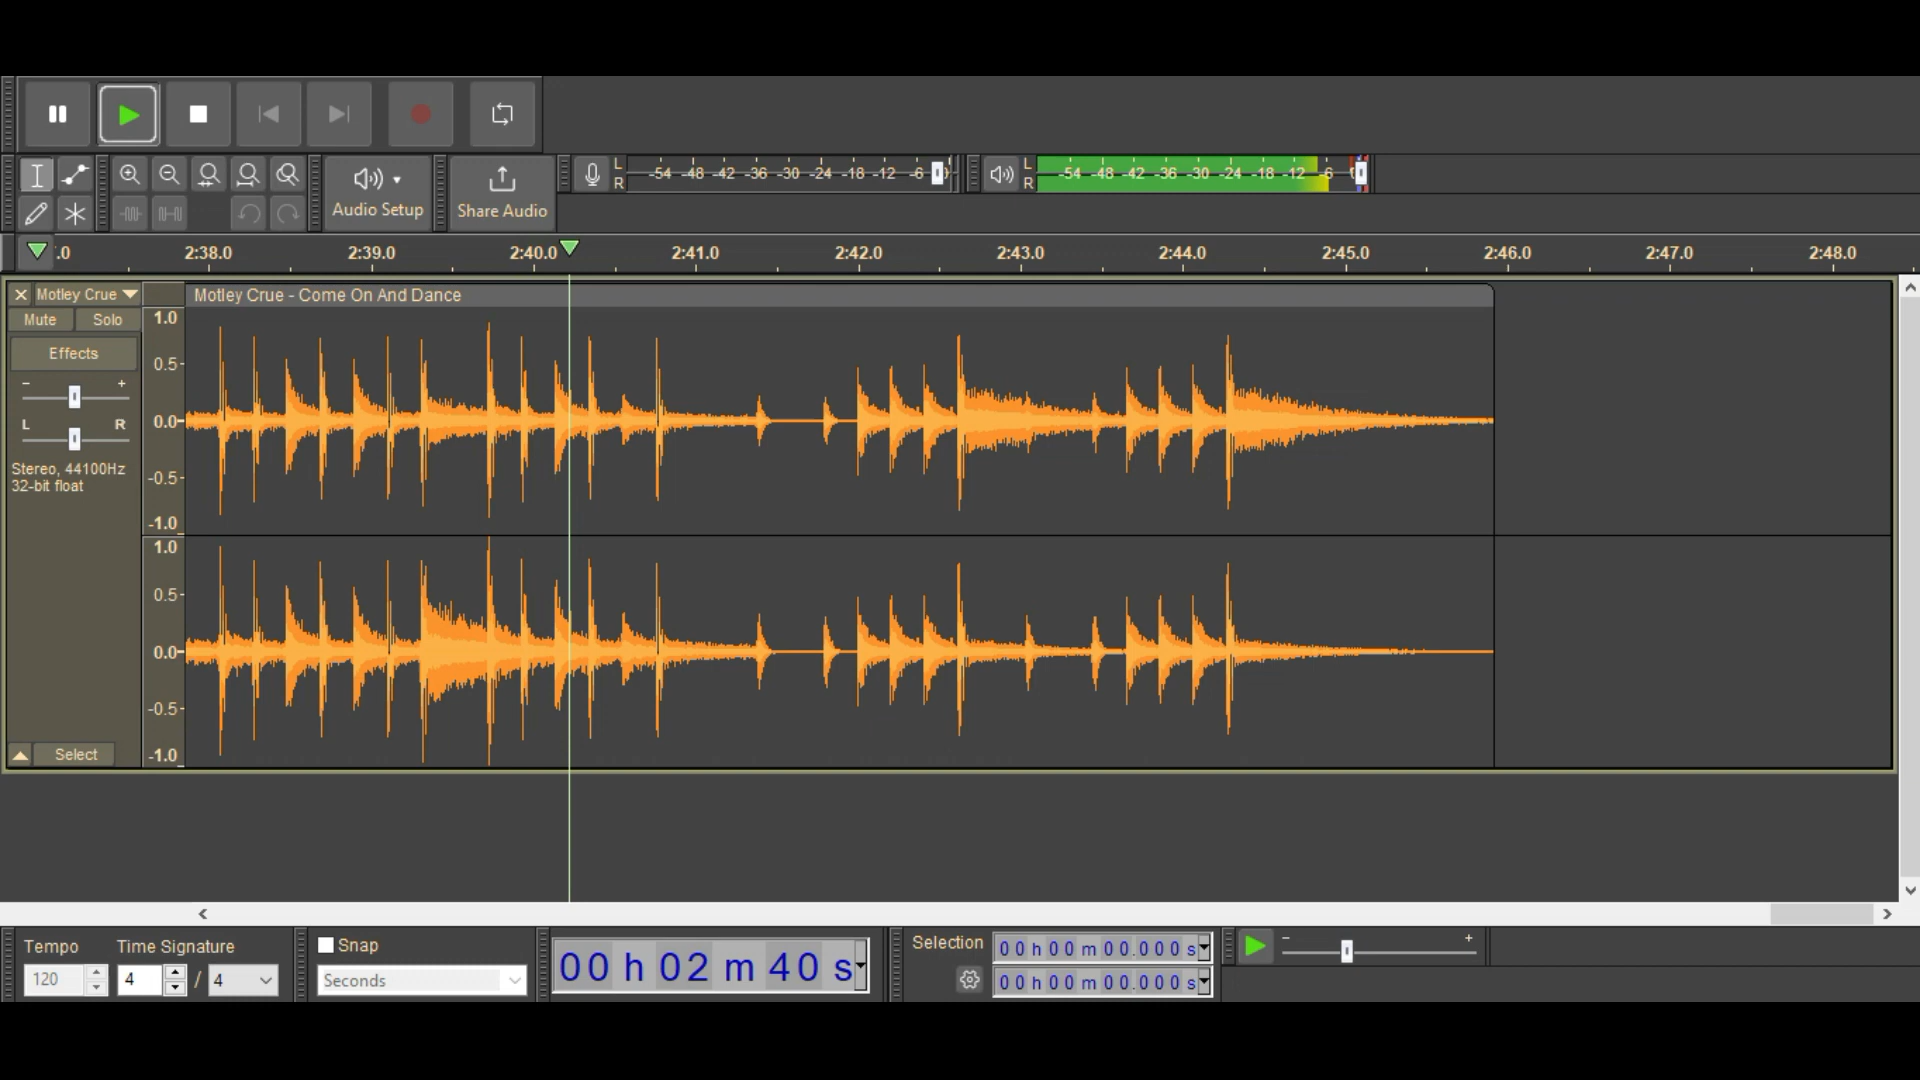 Audio Setup
Share Audio
L
R
-54 -48 -42 -36 -30 -24 -18 -12 -6
L
R
-54 -48 -42 -36 -30 -24 -18 -12 -6
.0 2:38.0 2:39.0 2:40.0 2:41.0 2:42.0 2:43.0 2:44.0 2:45.0 2:46.0 2:47.0 2:48.0
Motley Crue
Motley Crue - Come On And Dance
Mute Solo
Effects
- +
L R
Stereo, 44100Hz
32-bit float
Select
1.0
0.5-
0.0-
-0.5-
-1.0
1.0
0.5-
0.0-
-0.5-
-1.0
Tempo Time Signature
120 4 / 4
Snap
Seconds
00 h 02 m 40 s
Selection
00 h 00 m 00.000 s
00 h 00 m 00.000 s
- +